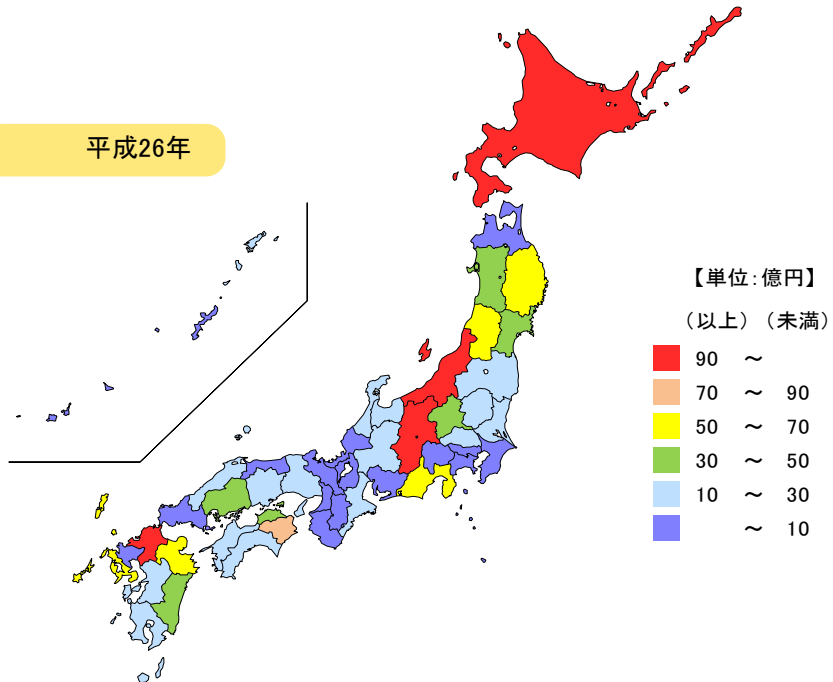 平成26年
【単位:億円】
（以上）（未満）
90 ～
70 ～ 90
50 ～ 70
30 ～ 50
10 ～ 30
～ 10